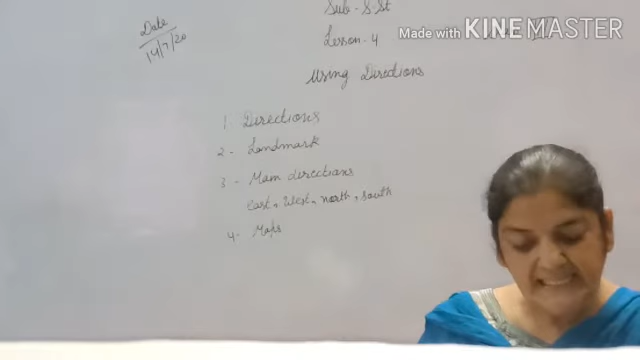 Sub - S.St
Date
14/7/20
Made with KINEMASTER
Lesson - 4
Using Directions
1 Directions
2 - Landmark
3 - Main directions
east, West, north, south
4 - Maps